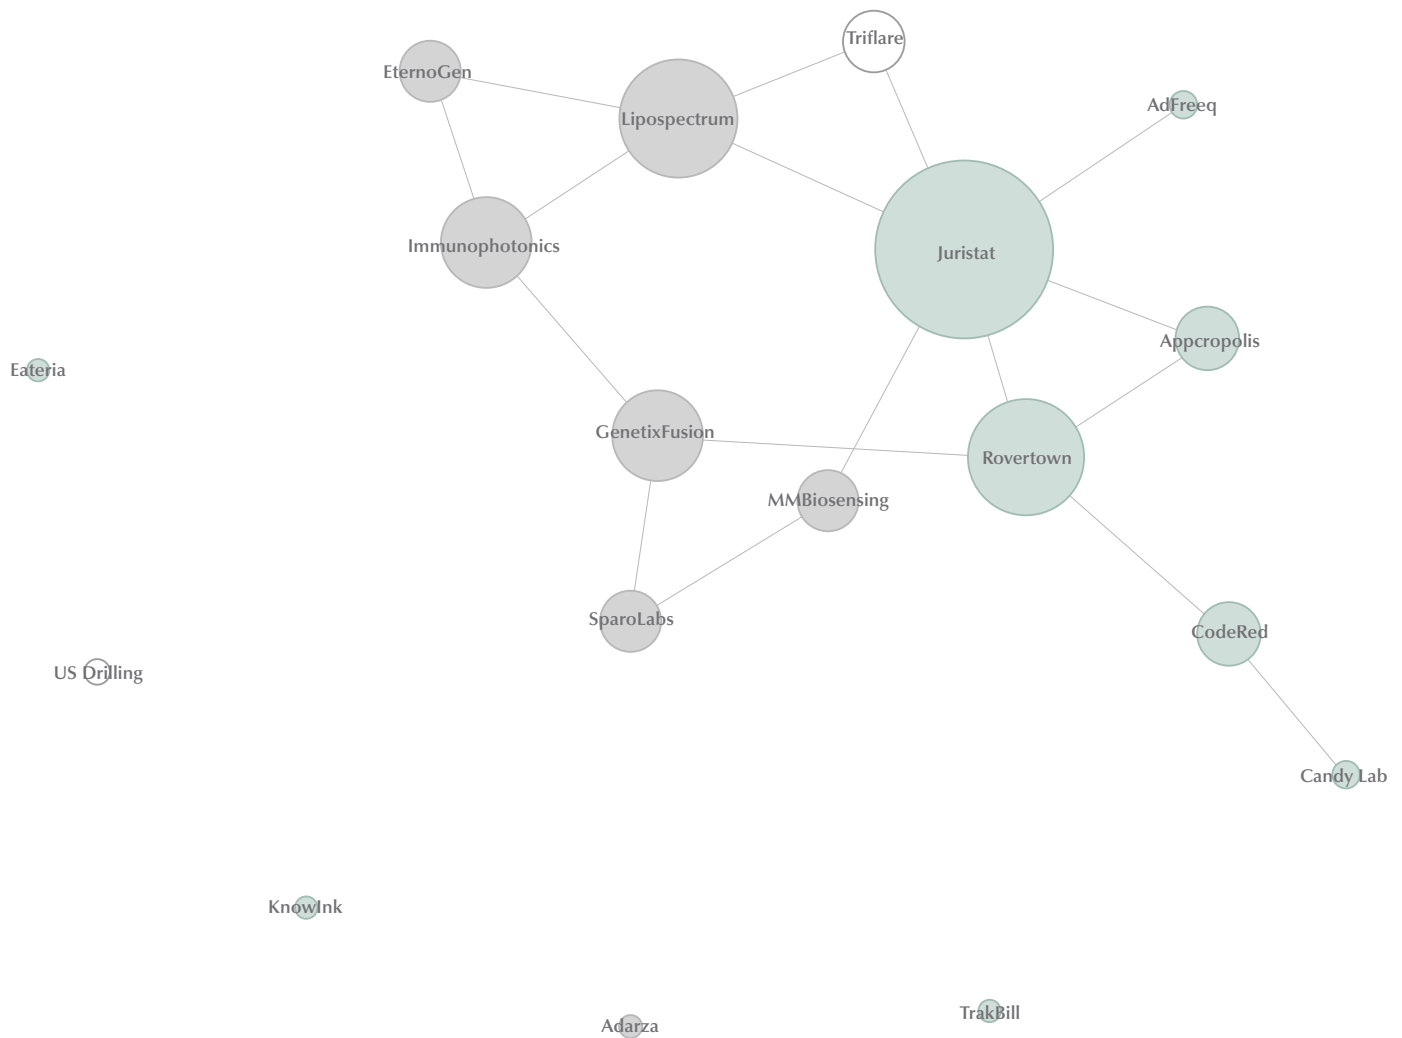 Triflare
EternoGen
AdFreeq
Lipospectrum
Immunophotonics
Juristat
Appcropolis
Eateria
GenetixFusion
Rovertown
MMBiosensing
SparoLabs
CodeRed
US Drilling
Candy Lab
KnowInk
TrakBill
Adarza